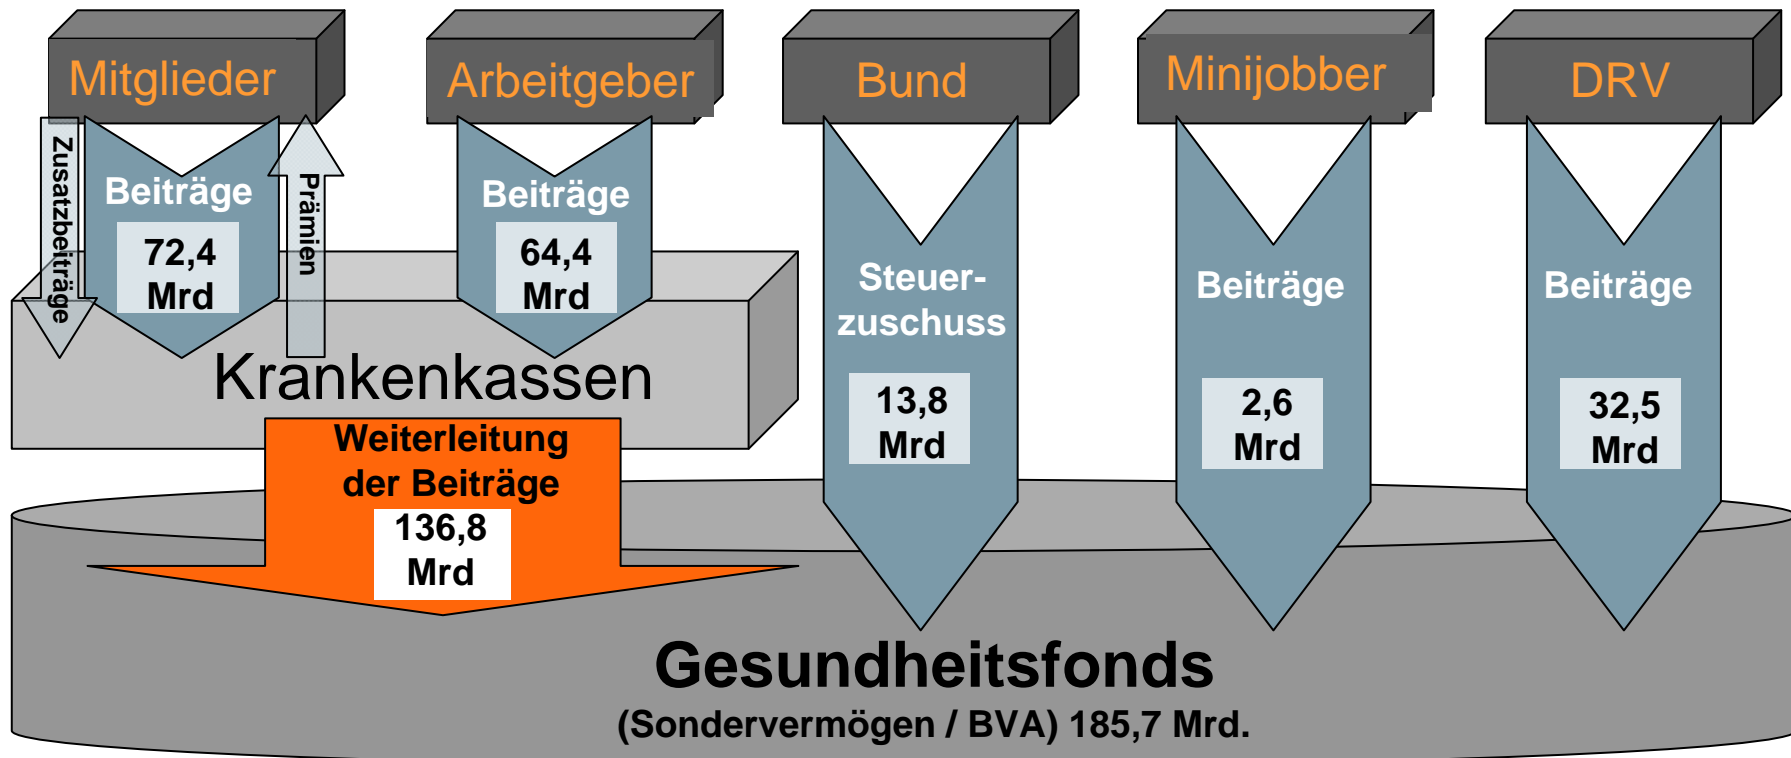 Mitglieder
Arbeitgeber
Bund
Minijobber
DRV
Zusatzbeiträge
Beiträge
72,4
Mrd
Prämien
Beiträge
64,4
Mrd
Steuer-
zuschuss
13,8
Mrd
Beiträge
2,6
Mrd
Beiträge
32,5
Mrd
Krankenkassen
Weiterleitung
der Beiträge
136,8
Mrd
Gesundheitsfonds
(Sondervermögen / BVA) 185,7 Mrd.